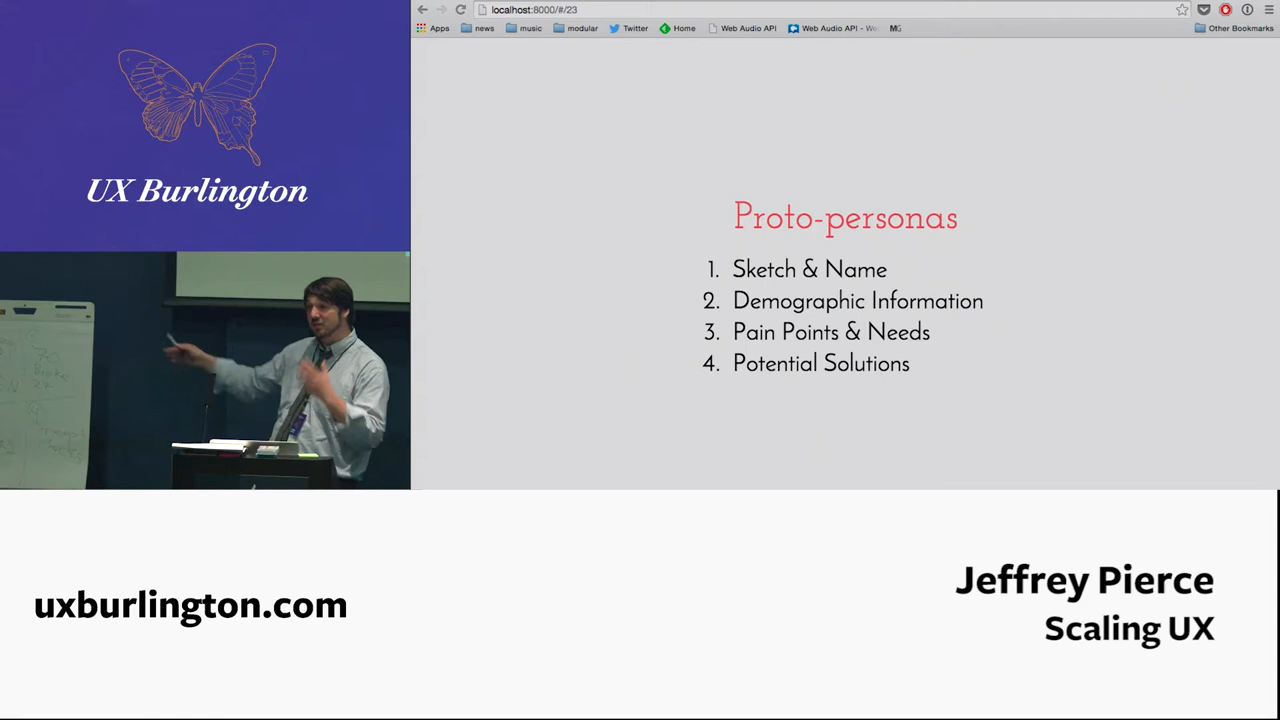 localhost:8000/#/23
Apps news music modular Twitter Home Web Audio API Web Audio API - We MG Other Bookmarks
UX Burlington
Proto-personas
1. Sketch & Name
2. Demographic Information
3. Pain Points & Needs
4. Potential Solutions
uxburlington.com
Jeffrey Pierce
Scaling UX